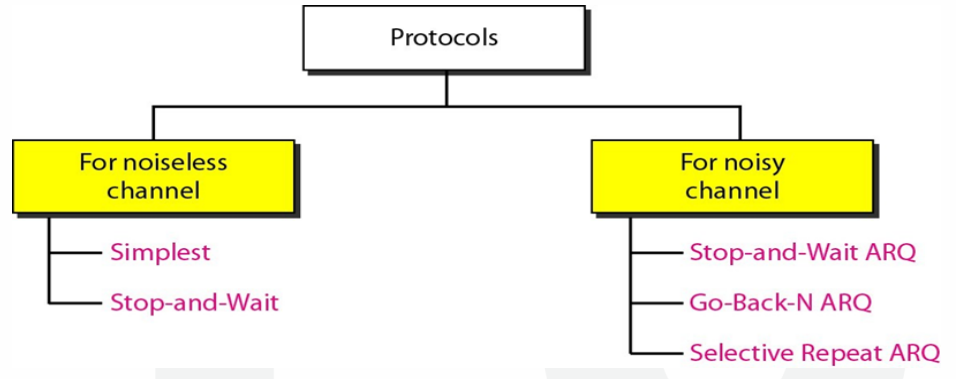 Protocols
For noiseless
channel
Simplest
Stop-and-Wait
For noisy
channel
Stop-and-Wait ARQ
Go-Back-N ARQ
Selective Repeat ARQ